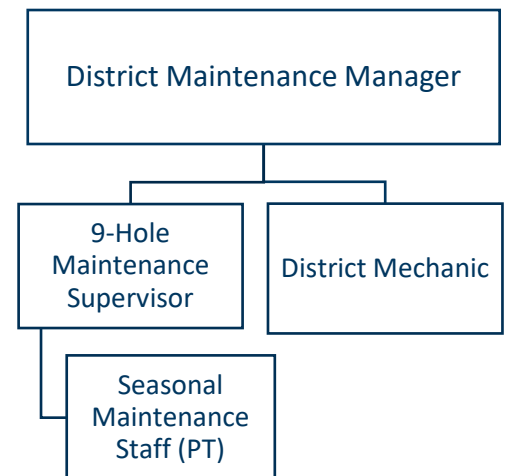 District Maintenance Manager
9-Hole
Maintenance
Supervisor
District Mechanic
Seasonal
Maintenance
Staff (PT)